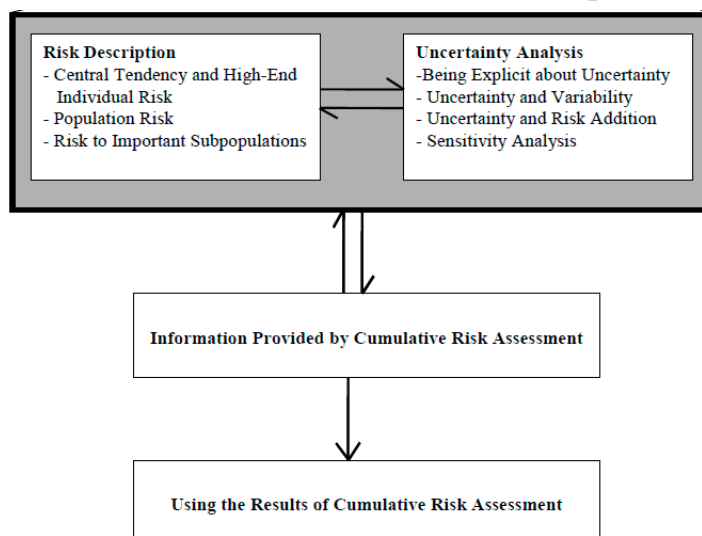 Risk Description
- Central Tendency and High-End
Individual Risk
- Population Risk
- Risk to Important Subpopulations
Uncertainty Analysis
-Being Explicit about Uncertainty
- Uncertainty and Variability
- Uncertainty and Risk Addition
- Sensitivity Analysis
Information Provided by Cumulative Risk Assessment
Using the Results of Cumulative Risk Assessment